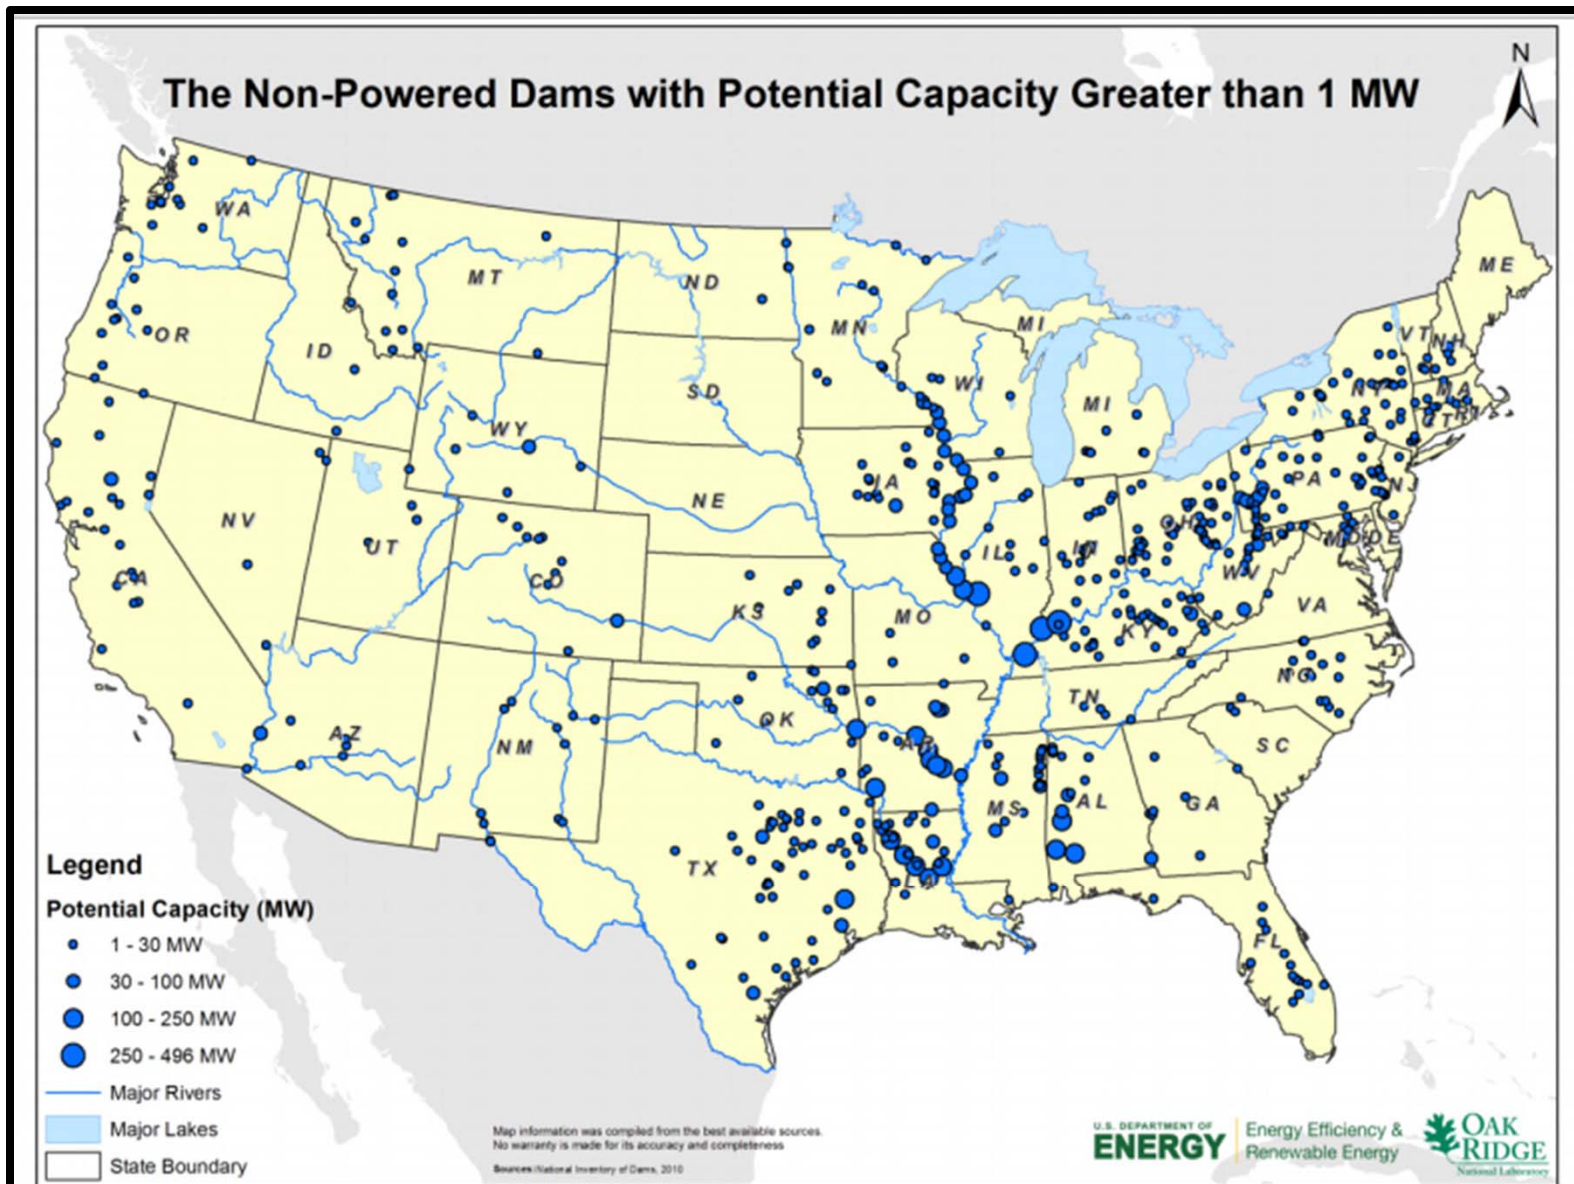 The Non-Powered Dams with Potential Capacity Greater than 1 MW
N
WA
MT
ND
MN
ME
OR
ID
SD
WI
MI
MI
VT
NH
NY
MA
CT
RI
WY
IA
PA
NJ
NE
NV
UT
CO
CA
IL
IN
OH
MD
DE
WV
VA
KS
MO
KY
AZ
NM
OK
AR
TN
NC
SC
MS
AL
GA
TX
LA
FL
Legend
Potential Capacity (MW)
1 - 30 MW
30 - 100 MW
100 - 250 MW
250 - 496 MW
Major Rivers
Major Lakes
State Boundary
Map information was compiled from the best available sources.
No warranty is made for its accuracy and completeness
Sources:National Inventory of Dams, 2010
U.S. DEPARTMENT OF
ENERGY
Energy Efficiency &
Renewable Energy
OAK
RIDGE
National Laboratory